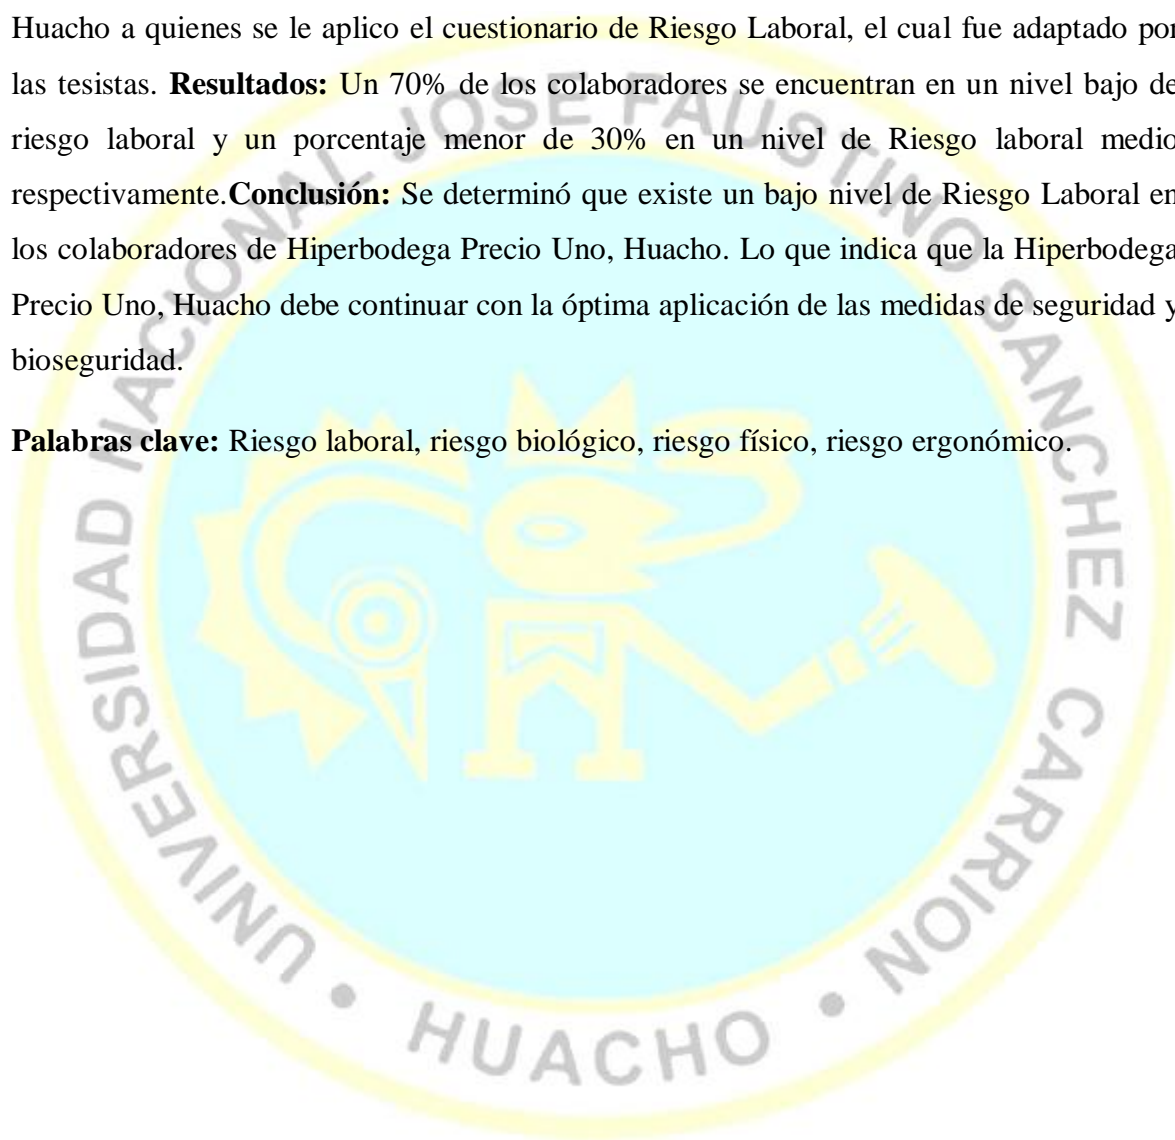 Huacho a quienes se le aplico el cuestionario de Riesgo Laboral, el cual fue adaptado por
las tesistas. Resultados: Un 70% de los colaboradores se encuentran en un nivel bajo de
riesgo laboral y un porcentaje menor de 30% en un nivel de Riesgo laboral medio
respectivamente.Conclusión: Se determinó que existe un bajo nivel de Riesgo Laboral en
los colaboradores de Hiperbodega Precio Uno, Huacho. Lo que indica que la Hiperbodega
Precio Uno, Huacho debe continuar con la óptima aplicación de las medidas de seguridad y
bioseguridad.
Palabras clave: Riesgo laboral, riesgo biológico, riesgo físico, riesgo ergonómico.
UNIVERSIDAD NACIONAL JOSE FAUSTINO SANCHEZ CARRION • HUACHO •